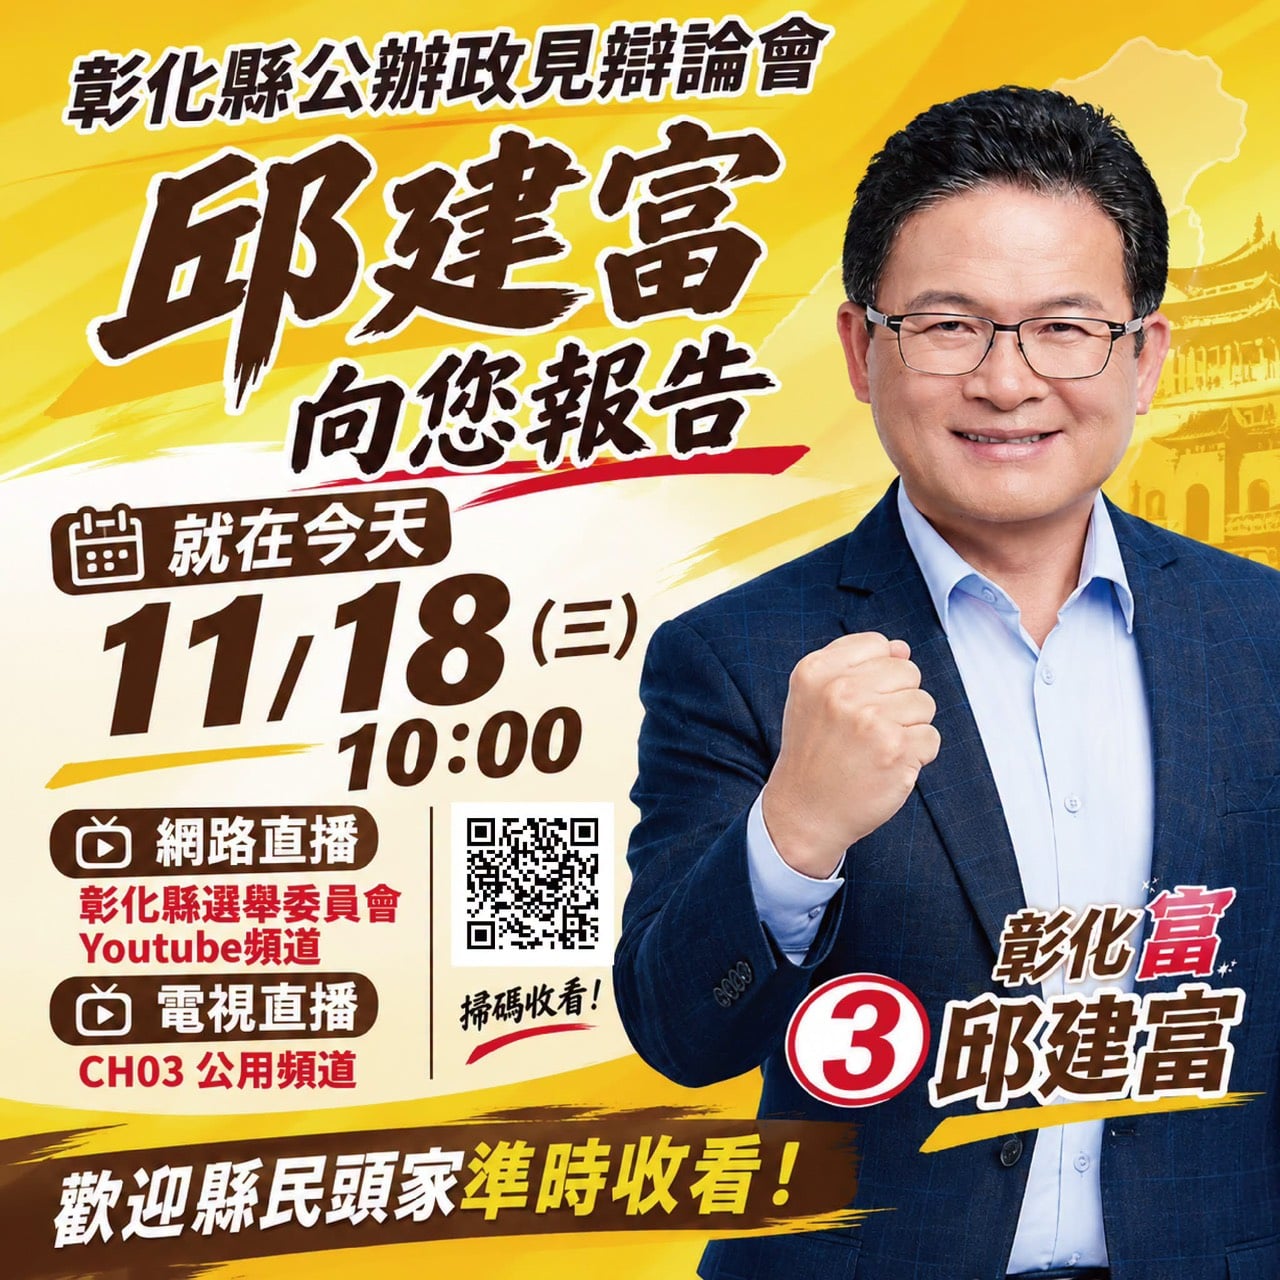 彰化縣公辦政見辯論會
邱建富
向您報告
就在今天
11/18(三)
10:00
網路直播
彰化縣選舉委員會
Youtube頻道
電視直播
CH03 公用頻道
掃碼收看!
彰化富
3 邱建富
歡迎縣民頭家準時收看!